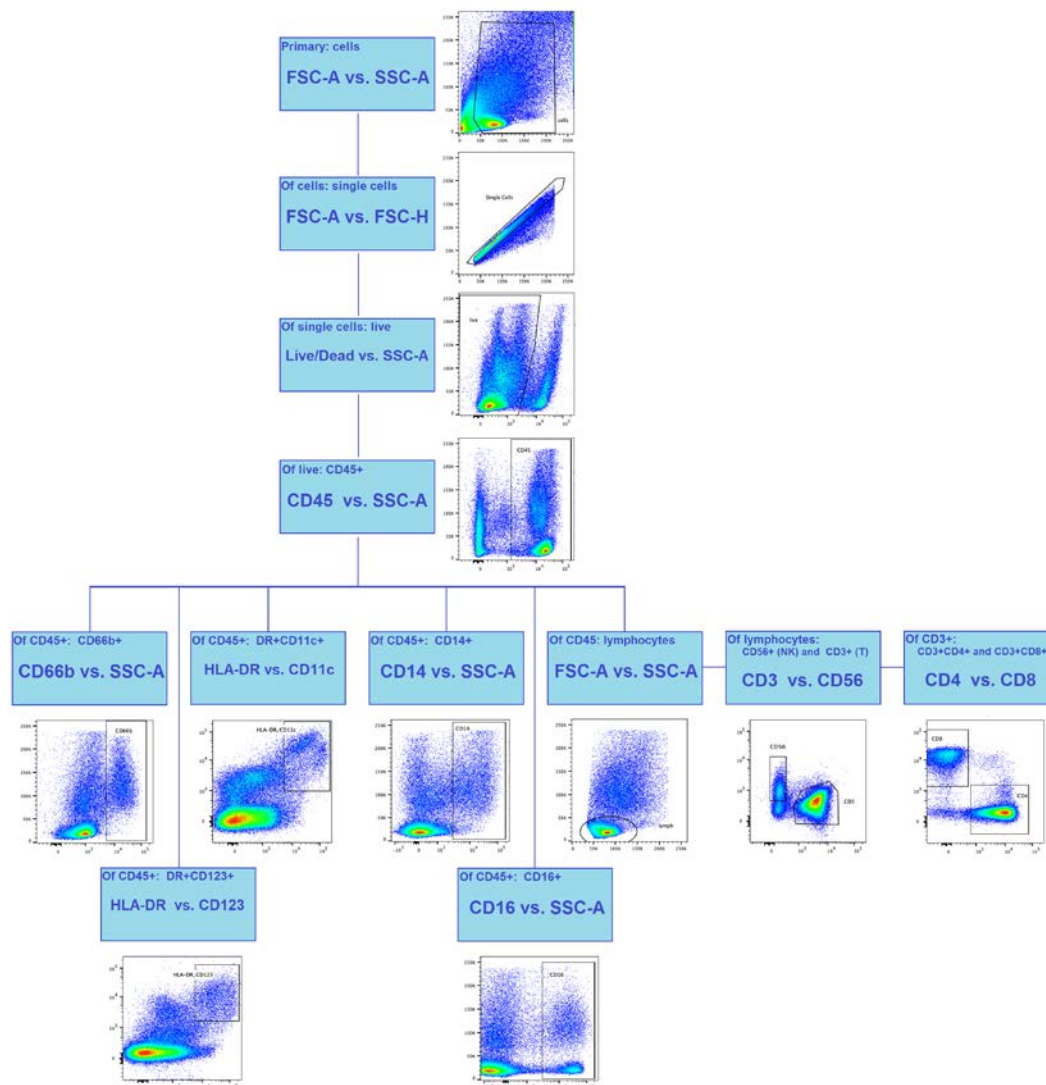 Primary: cells
FSC-A vs. SSC-A
cells
Of cells: single cells
FSC-A vs. FSC-H
Single Cells
Of single cells: live
Live/Dead vs. SSC-A
live
Of live: CD45+
CD45 vs. SSC-A
CD45
Of CD45+: CD66b+
CD66b vs. SSC-A
CD66b
Of CD45+: DR+CD11c+
HLA-DR vs. CD11c
HLA-DR, CD11c
Of CD45+: CD14+
CD14 vs. SSC-A
CD14
Of CD45: lymphocytes
FSC-A vs. SSC-A
lymph
Of lymphocytes:
CD56+ (NK) and CD3+ (T)
CD3 vs. CD56
CD56
CD3
Of CD3+:
CD3+CD4+ and CD3+CD8+
CD4 vs. CD8
CD8
CD4
Of CD45+: DR+CD123+
HLA-DR vs. CD123
HLA-DR, CD123
Of CD45+: CD16+
CD16 vs. SSC-A
CD16